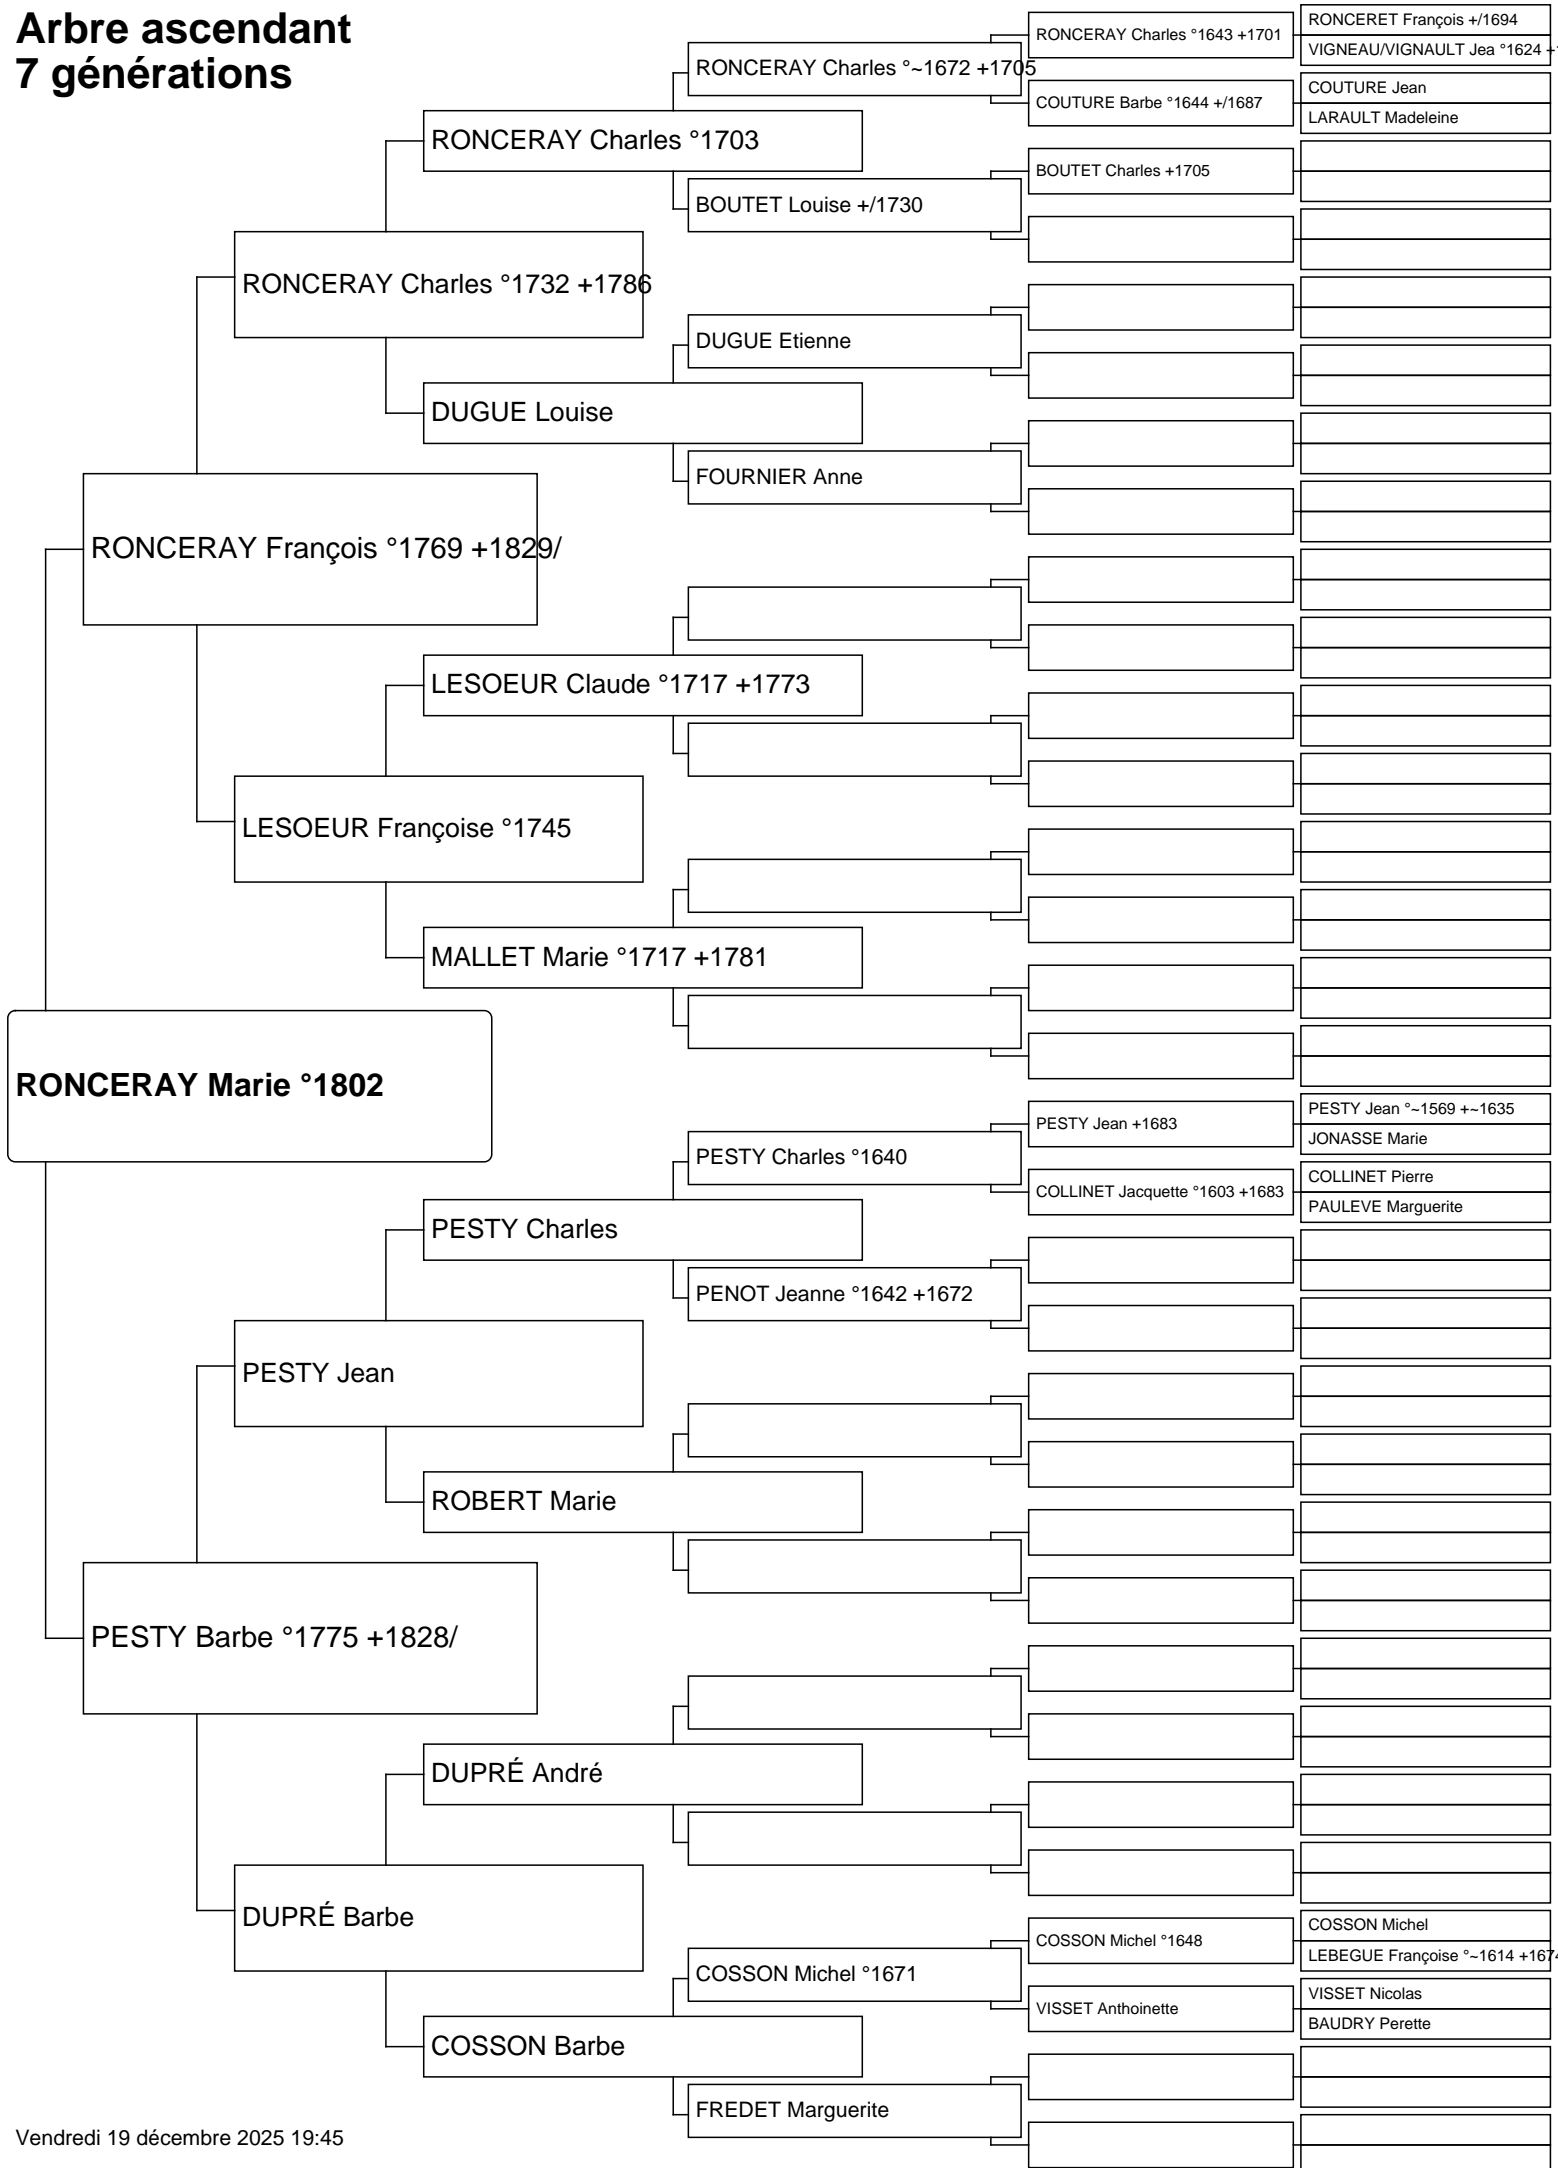 Arbre ascendant
7 générations
RONCERAY Marie °1802
RONCERAY François °1769 +1829/
PESTY Barbe °1775 +1828/
RONCERAY Charles °1732 +1786
LESOEUR Françoise °1745
PESTY Jean
DUPRÉ Barbe
RONCERAY Charles °1703
DUGUE Louise
LESOEUR Claude °1717 +1773
MALLET Marie °1717 +1781
PESTY Charles
ROBERT Marie
DUPRÉ André
COSSON Barbe
RONCERAY Charles °~1672 +1705
BOUTET Louise +/1730
DUGUE Etienne
FOURNIER Anne
PESTY Charles °1640
PENOT Jeanne °1642 +1672
COSSON Michel °1671
FREDET Marguerite
RONCERAY Charles °1643 +1701
COUTURE Barbe °1644 +/1687
BOUTET Charles +1705
PESTY Jean +1683
COLLINET Jacquette °1603 +1683
COSSON Michel °1648
VISSET Anthoinette
RONCERET François +/1694
VIGNEAU/VIGNAULT Jea °1624
COUTURE Jean
LARAULT Madeleine
PESTY Jean °~1569 +~1635
JONASSE Marie
COLLINET Pierre
PAULEVE Marguerite
COSSON Michel
LEBEGUE Françoise °~1614 +1674
VISSET Nicolas
BAUDRY Perette
Vendredi 19 décembre 2025 19:45